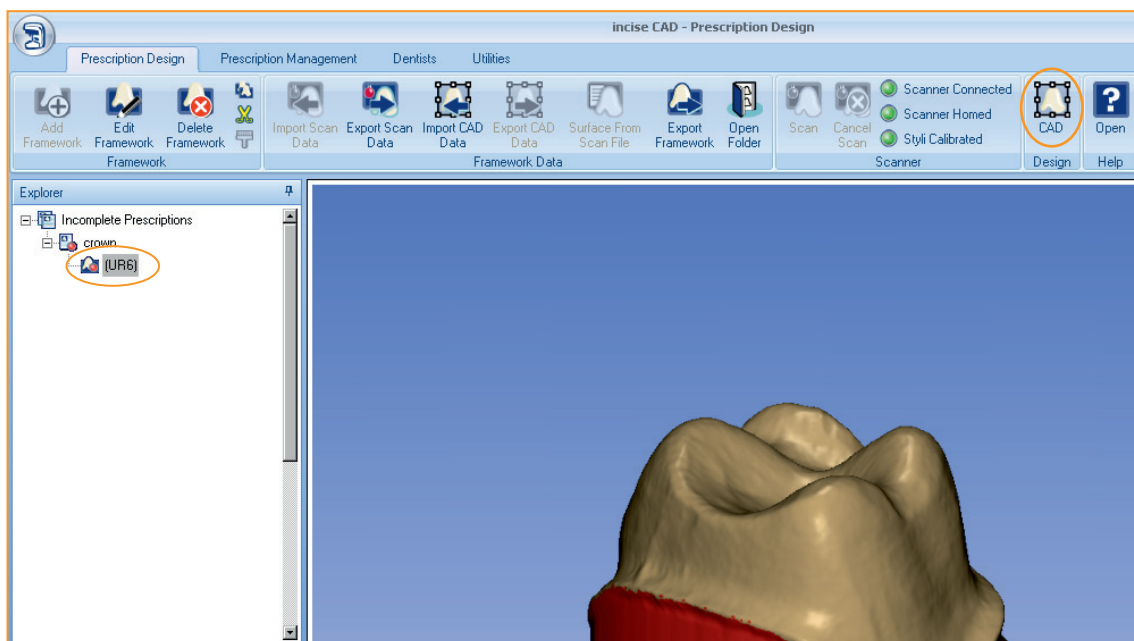 incise CAD - Prescription Design
Prescription Design Prescription Management Dentists Utilities
Add Framework
Edit Framework
Delete Framework
Framework
Import Scan Data
Export Scan Data
Import CAD Data
Export CAD Data
Surface From Scan File
Export Framework
Open Folder
Framework Data
Scan
Cancel Scan
Scanner Connected
Scanner Homed
Styli Calibrated
Scanner
CAD
Design
? Open
Help
Explorer
Incomplete Prescriptions
crown
(UR6)